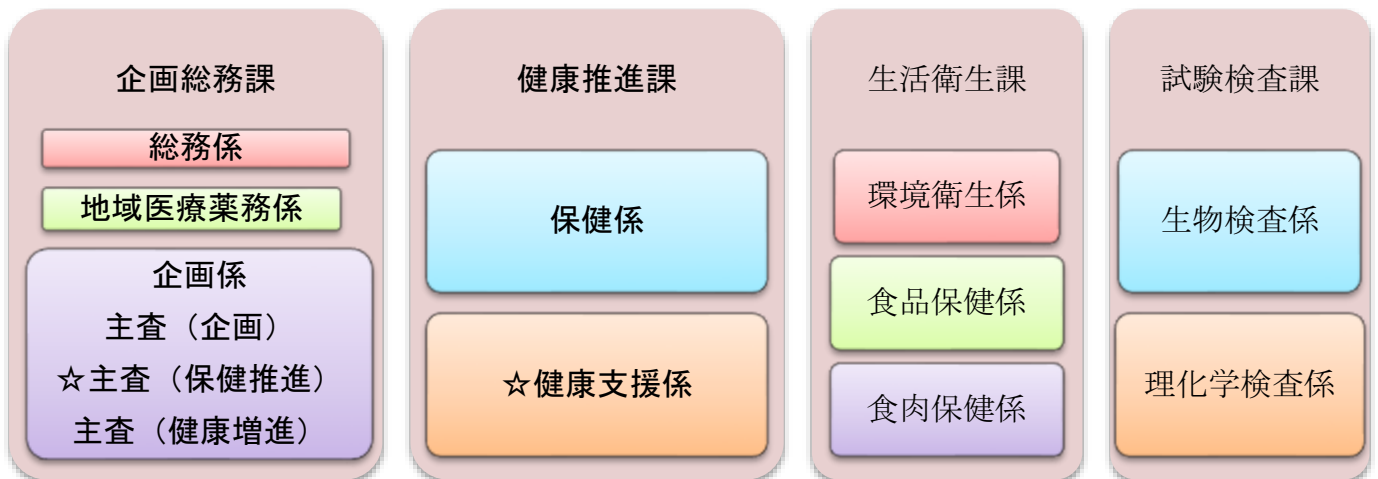 企画総務課
総務係
地域医療薬務係
企画係
主査（企画）
☆主査（保健推進）
主査（健康増進）
健康推進課
保健係
☆健康支援係
生活衛生課
環境衛生係
食品保健係
食肉保健係
試験検査課
生物検査係
理化学検査係